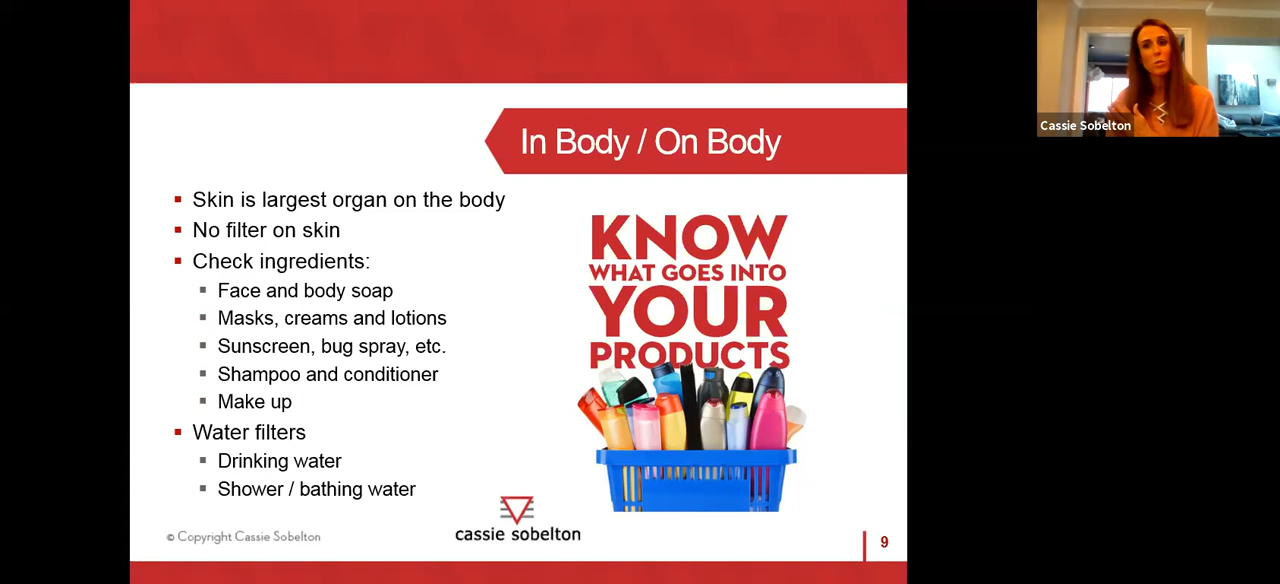 In Body / On Body
Skin is largest organ on the body
No filter on skin
Check ingredients:
Face and body soap
Masks, creams and lotions
Sunscreen, bug spray, etc.
Shampoo and conditioner
Make up
Water filters
Drinking water
Shower / bathing water
KNOW
WHAT GOES INTO
YOUR
PRODUCTS
cassie sobelton
© Copyright Cassie Sobelton
9
Cassie Sobelton